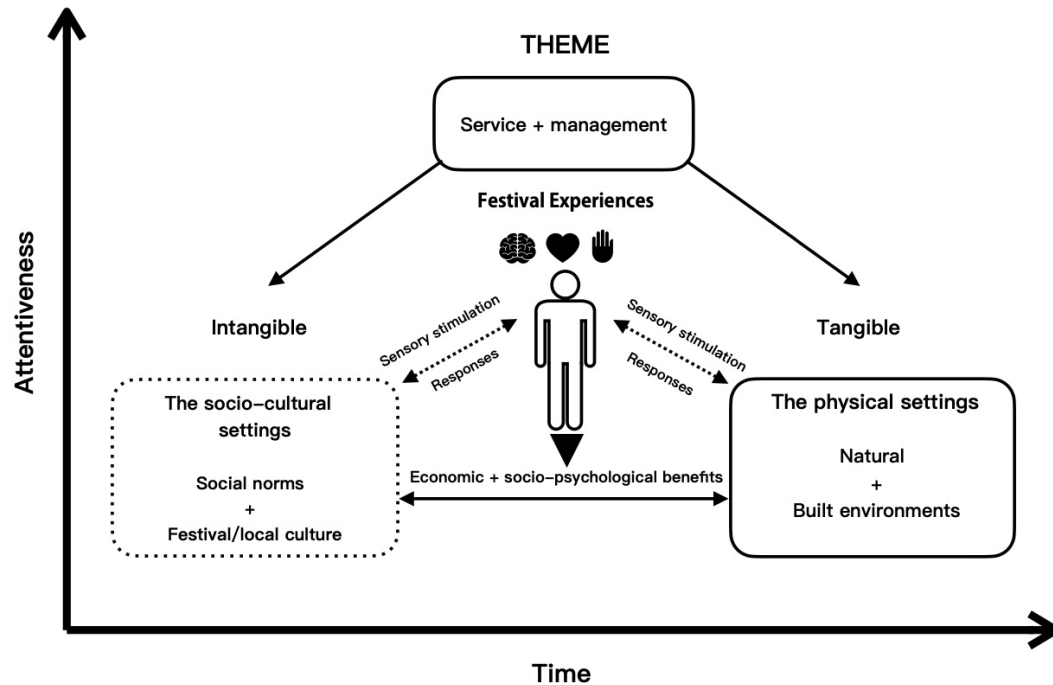 THEME
Service + management
Festival Experiences
Attentiveness
Intangible
Sensory stimulation
Responses
Sensory stimulation
Responses
Tangible
The socio-cultural
settings
Social norms
+
Festival/local culture
Economic + socio-psychological benefits
The physical settings
Natural
+
Built environments
Time